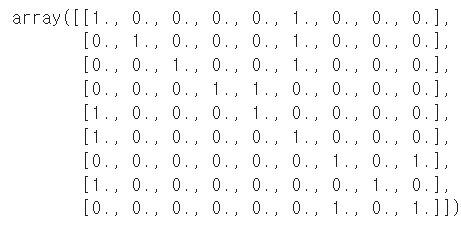 array([[1., 0., 0., 0., 0., 1., 0., 0., 0.],
[0., 1., 0., 0., 0., 1., 0., 0., 0.],
[0., 0., 1., 0., 0., 1., 0., 0., 0.],
[0., 0., 0., 1., 1., 0., 0., 0., 0.],
[1., 0., 0., 0., 1., 0., 0., 0., 0.],
[1., 0., 0., 0., 0., 1., 0., 0., 0.],
[0., 0., 0., 0., 0., 0., 1., 0., 1.],
[1., 0., 0., 0., 0., 0., 0., 1., 0.],
[0., 0., 0., 0., 0., 0., 1., 0., 1.]])